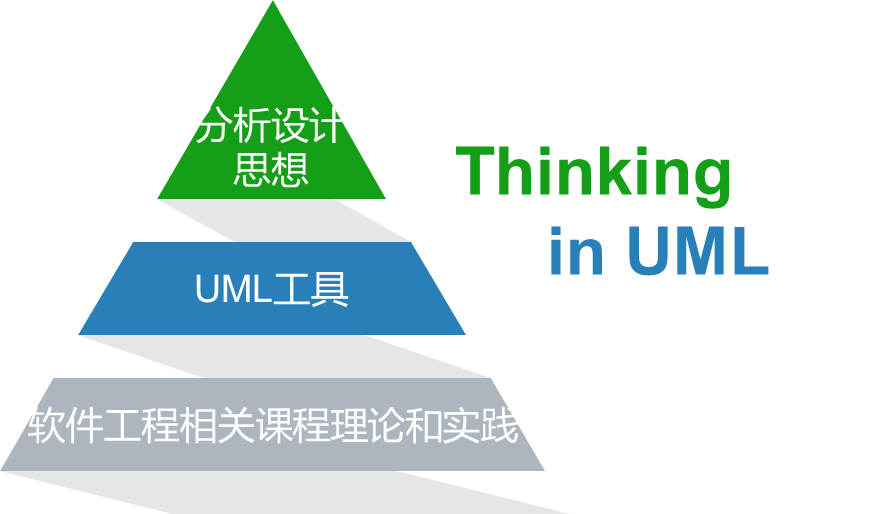 分析设计
思想
Thinking
in UML
UML工具
软件工程相关课程理论和实践